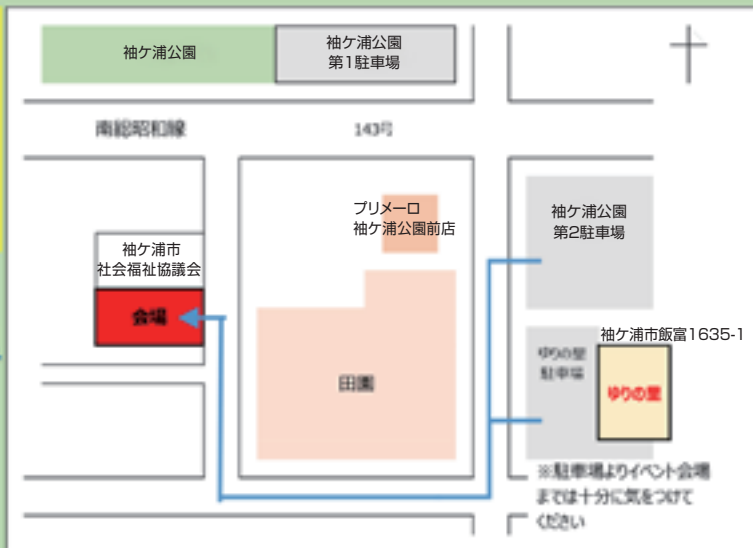 袖ケ浦公園
袖ケ浦公園
第1駐車場
南総昭和線
143号
プリメーロ
袖ケ浦公園前店
袖ケ浦公園
第2駐車場
袖ケ浦市
社会福祉協議会
会場
袖ケ浦市飯富1635-1
ゆりの里
駐車場
ゆりの里
田園
※駐車場よりイベント会場
までは十分に気をつけて
ください